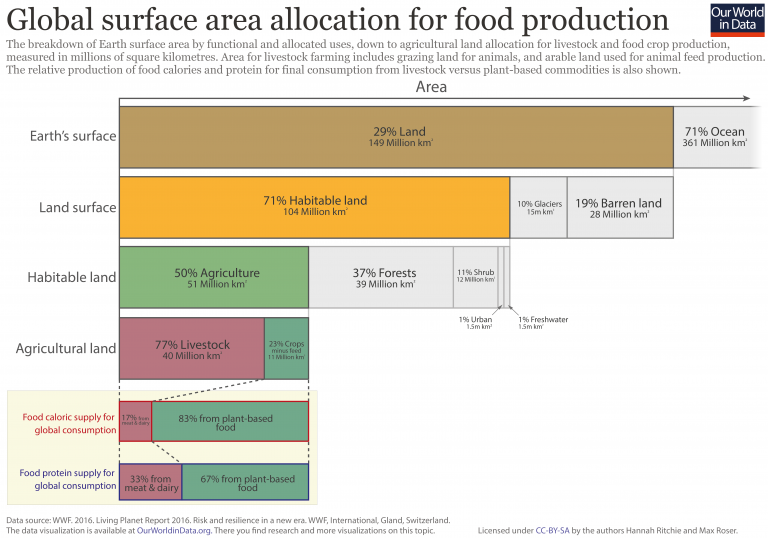 Global surface area allocation for food production
Our World
in Data
The breakdown of Earth surface area by functional and allocated uses, down to agricultural land allocation for livestock and food crop production,
measured in millions of square kilometres. Area for livestock farming includes grazing land for animals, and arable land used for animal feed production.
The relative production of food calories and protein for final consumption from livestock versus plant-based commodities is also shown.
Area
Earth's surface
29% Land
149 Million km²
71% Ocean
361 Million km²
Land surface
71% Habitable land
104 Million km²
10% Glaciers
15m km²
19% Barren land
28 Million km²
Habitable land
50% Agriculture
51 Million km²
37% Forests
39 Million km²
11% Shrub
12 Million km²
1% Urban
1.5m km²
1% Freshwater
1.5m km²
Agricultural land
77% Livestock
40 Million km²
23% Crops
minus feed
11 Million km²
Food caloric supply for
global consumption
17% from
meat & dairy
83% from plant-based
food
Food protein supply for
global consumption
33% from
meat & dairy
67% from plant-based
food
Data source: WWF. 2016. Living Planet Report 2016. Risk and resilience in a new era. WWF, International, Gland, Switzerland.
The data visualization is available at OurWorldinData.org. There you find research and more visualizations on this topic.
Licensed under CC-BY-SA by the authors Hannah Ritchie and Max Roser.